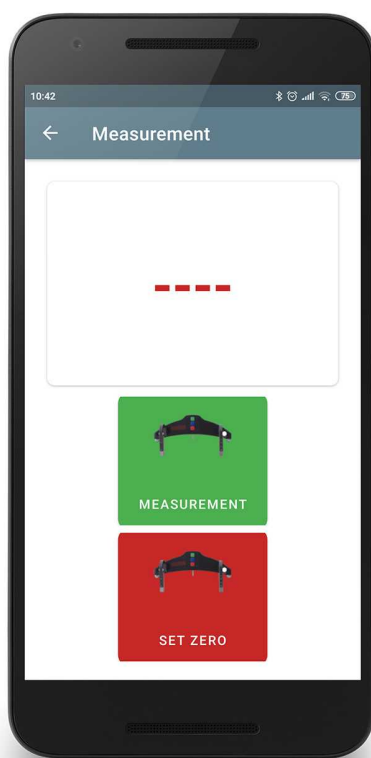 10:42
75
Measurement
----
MEASUREMENT
SET ZERO